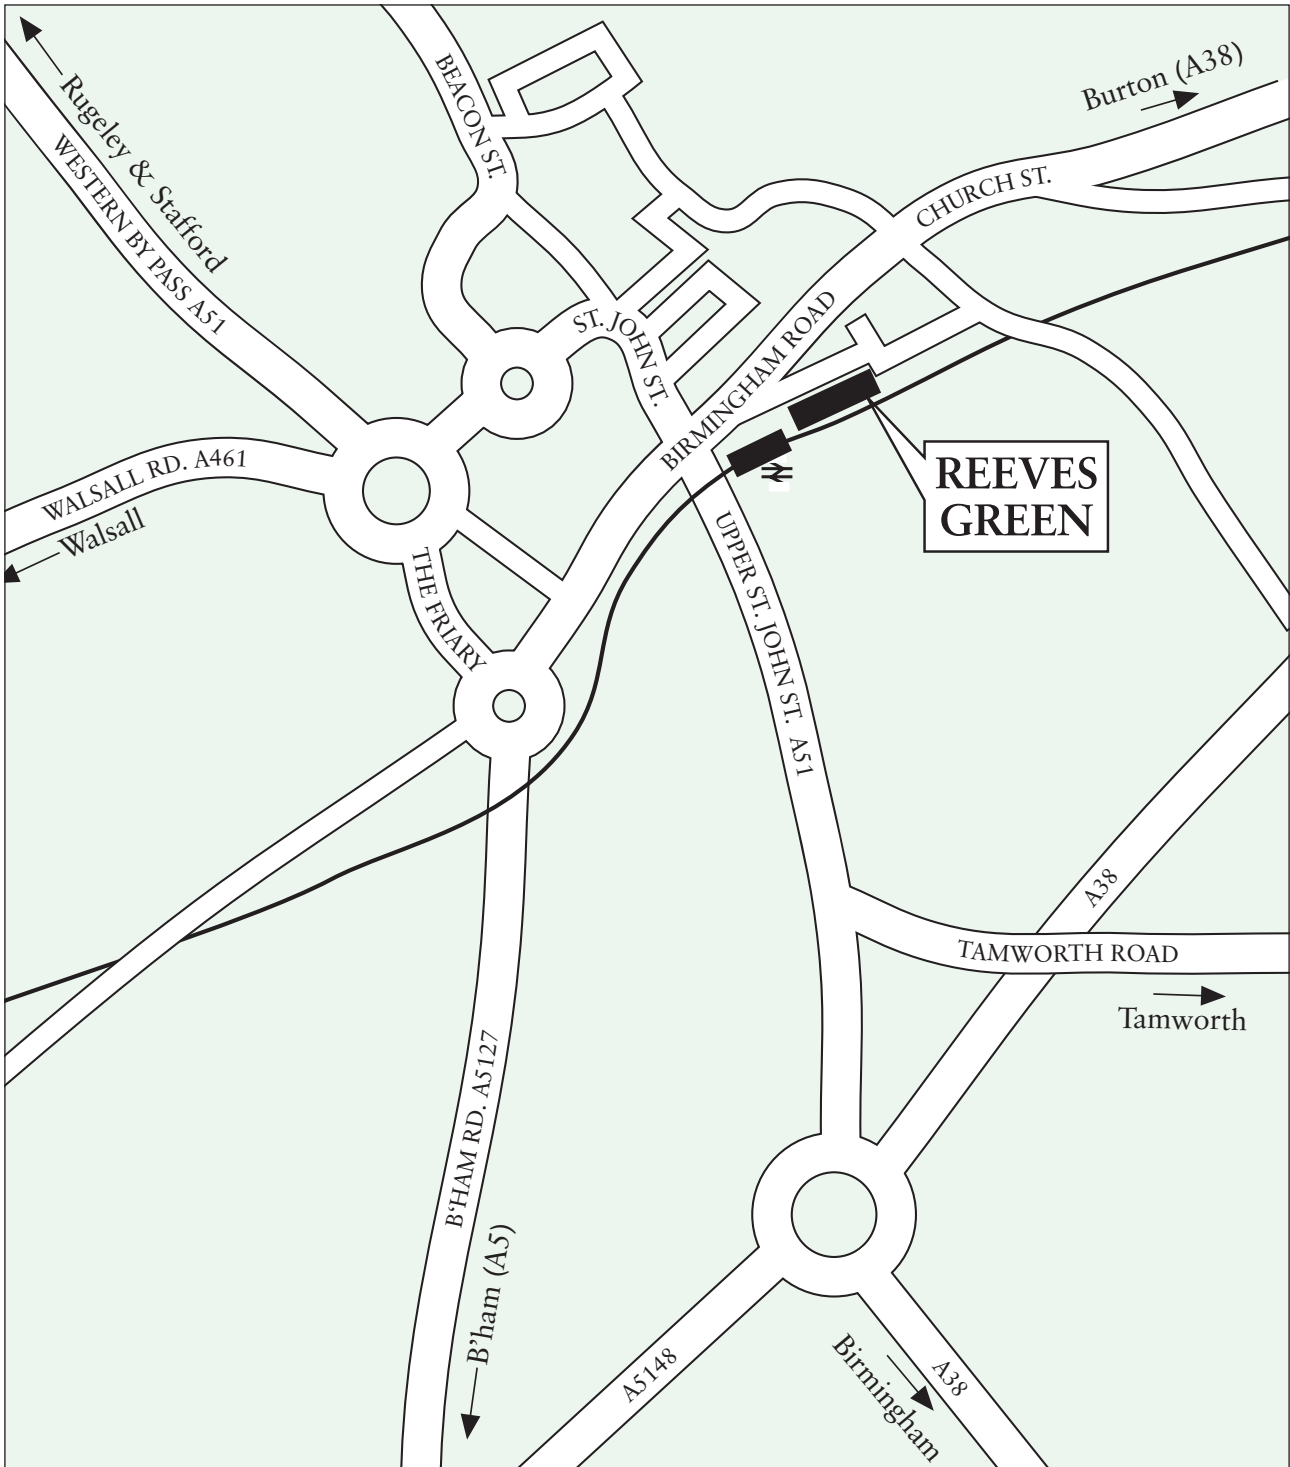 BEACON ST.
Burton (A38)
Rugeley & Stafford
WESTERN BY PASS A51
CHURCH ST.
ST. JOHN ST.
BIRMINGHAM ROAD
WALSALL RD. A461
Walsall
REEVES
GREEN
THE FRIARY
UPPER ST. JOHN ST. A51
A38
TAMWORTH ROAD
Tamworth
B'HAM RD. A5127
B'ham (A5)
A5148
Birmingham
A38